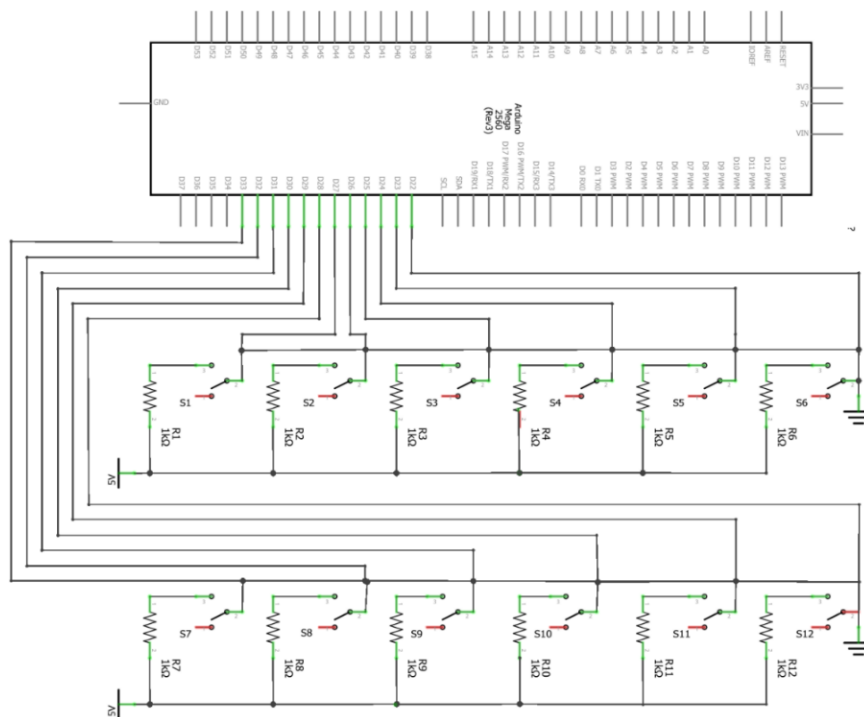 D53
D52
D51
D50
D49
D48
D47
D46
D45
D44
D43
D42
D41
D40
D39
D38
A15
A14
A13
A12
A11
A10
A9
A8
A7
A6
A5
A4
A3
A2
A1
A0
IOREF
AREF
RESET
GND
Arduino
Mega
2560
(Rev3)
3V3
5V
VIN
D37
D36
D35
D34
D33
D32
D31
D30
D29
D28
D27
D26
D25
D24
D23
D22
SCL
SDA
D19/RX1
D18/TX1
D17 PWM/RX2
D16 PWM/TX2
D15/RX3
D14/TX3
D0 RX0
D1 TX0
D3 PWM
D2 PWM
D4 PWM
D5 PWM
D6 PWM
D7 PWM
D8 PWM
D9 PWM
D10 PWM
D11 PWM
D12 PWM
D13 PWM
S1
S2
S3
S4
S5
S6
R1
1kΩ
R2
1kΩ
R3
1kΩ
R4
1kΩ
R5
1kΩ
R6
1kΩ
5V
S7
S8
S9
S10
S11
S12
R7
1kΩ
R8
1kΩ
R9
1kΩ
R10
1kΩ
R11
1kΩ
R12
1kΩ
5V